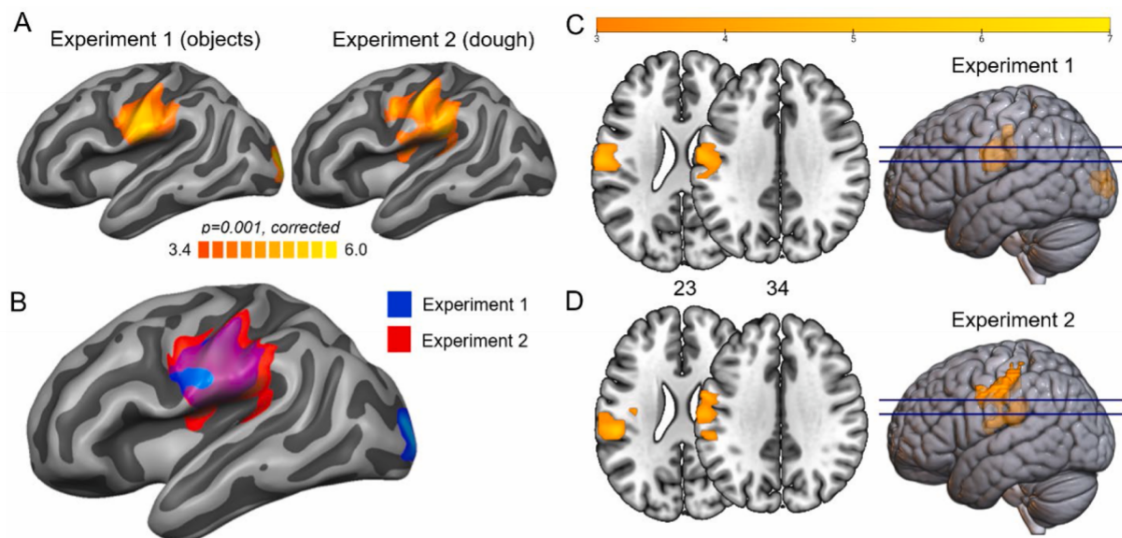 A
Experiment 1 (objects)
Experiment 2 (dough)
p=0.001, corrected
3.4 6.0
B
Experiment 1
Experiment 2
C
3 4 5 6 7
Experiment 1
23 34
D
Experiment 2